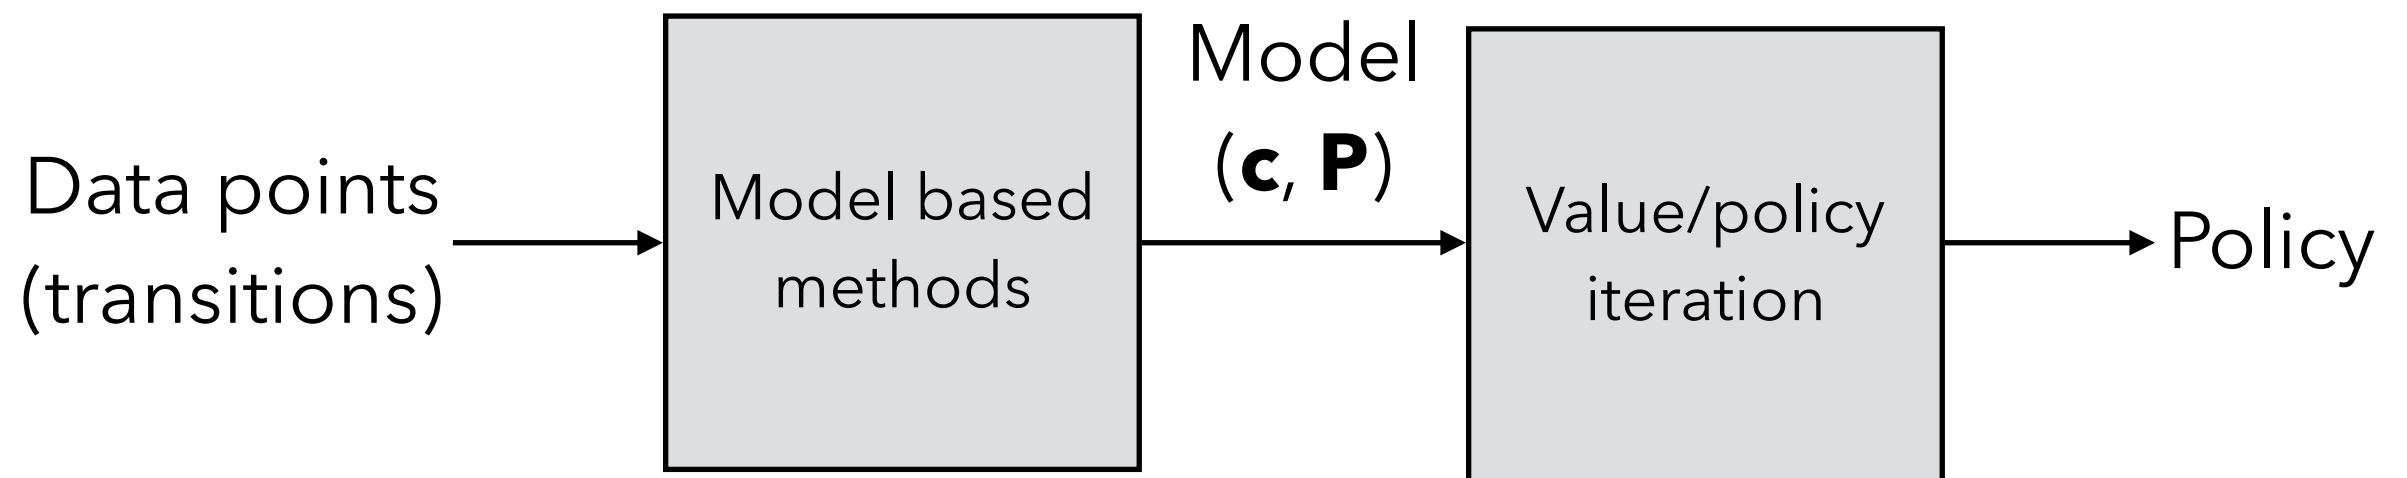 Data points
(transitions)
Model based
methods
Model
(c, P)
Value/policy
iteration
Policy